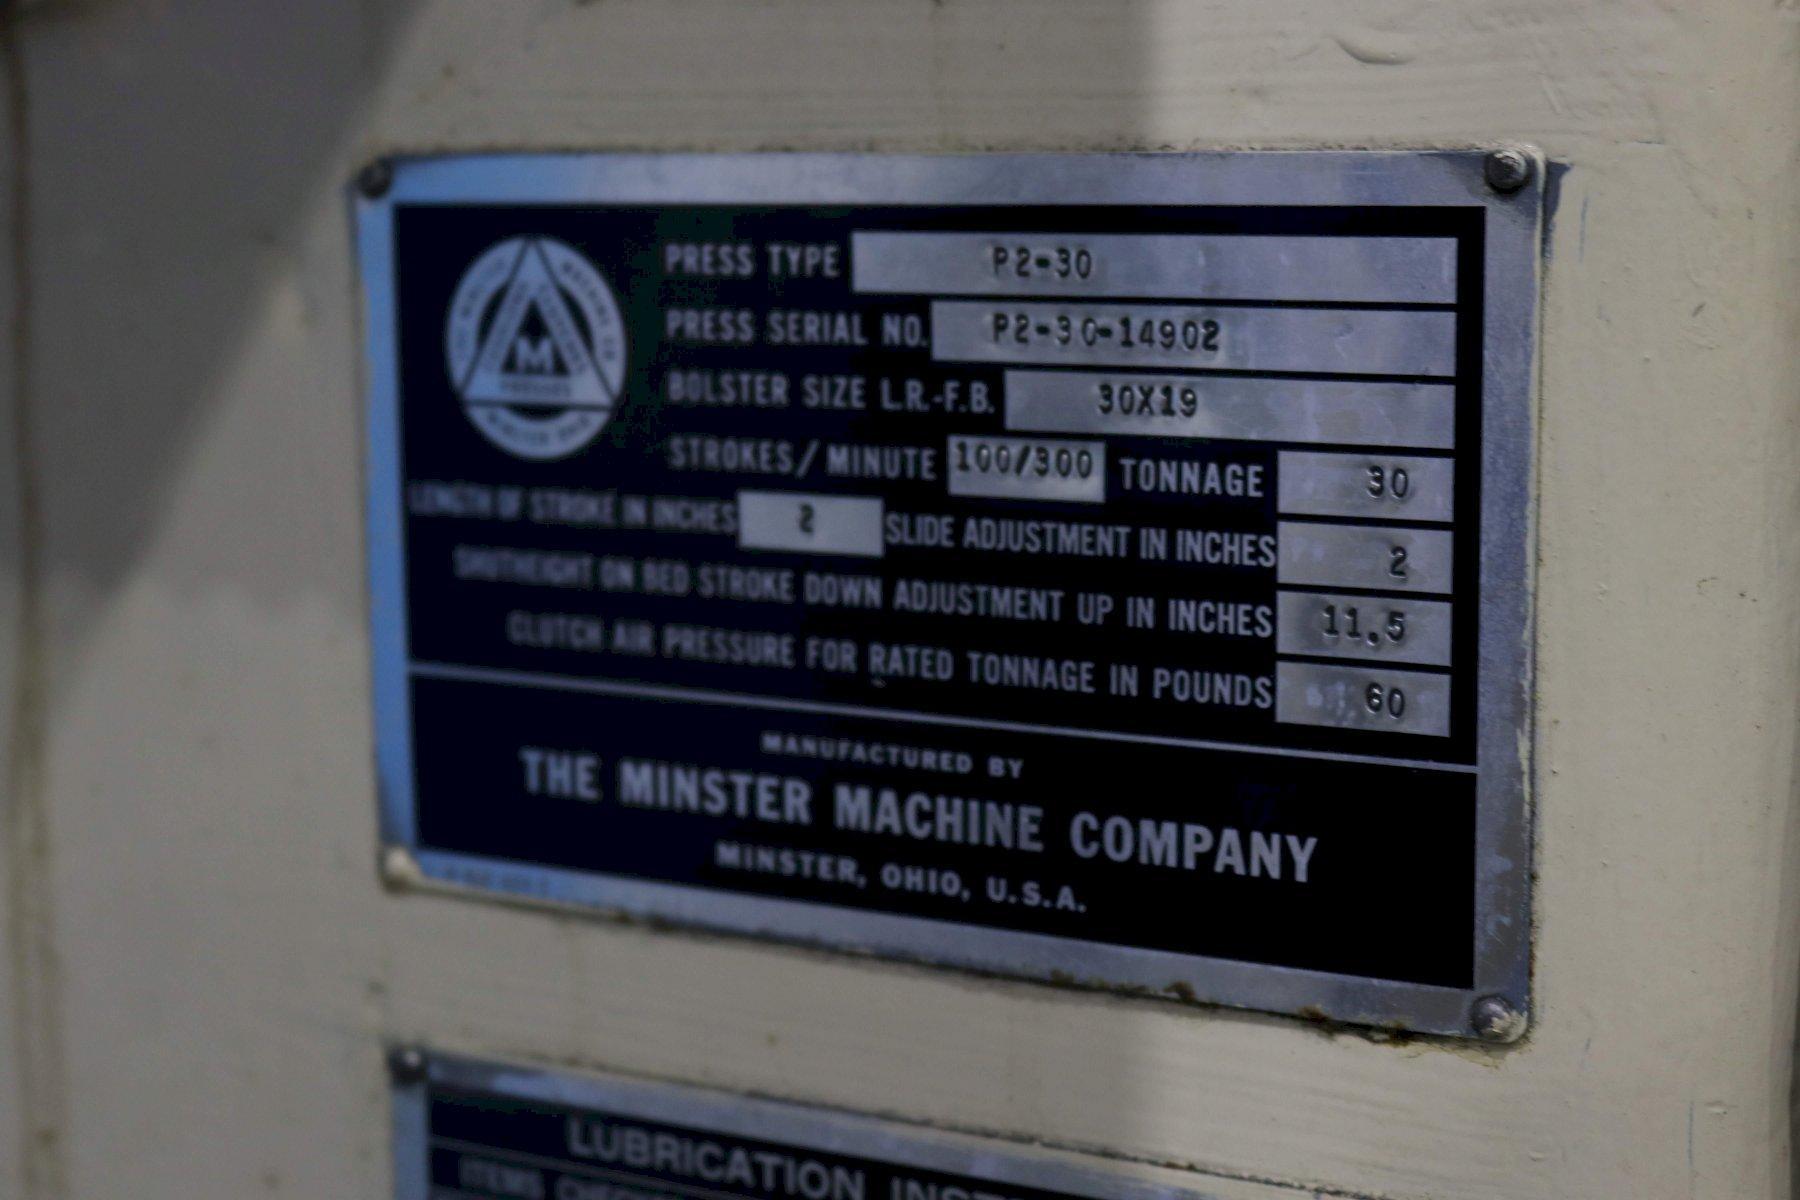 PRESS TYPE P2-30
PRESS SERIAL NO. P2-30-14902
BOLSTER SIZE L.R.-F.B. 30X19
STROKES/MINUTE 100/300 TONNAGE 30
LENGTH OF STROKE IN INCHES 2 SLIDE ADJUSTMENT IN INCHES 2
SHUTHEIGHT ON BED STROKE DOWN ADJUSTMENT UP IN INCHES 11.5
CLUTCH AIR PRESSURE FOR RATED TONNAGE IN POUNDS 60
M
MANUFACTURED BY
THE MINSTER MACHINE COMPANY
MINSTER, OHIO, U.S.A.
LUBRICATION
ITEMS